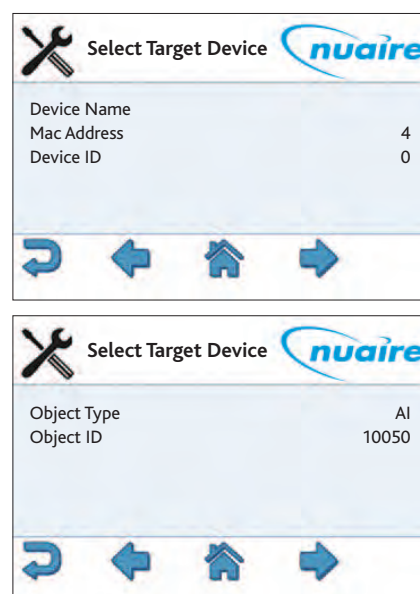 Select Target Device nuaire
Device Name
Mac Address 4
Device ID 0
Select Target Device nuaire
Object Type AI
Object ID 10050